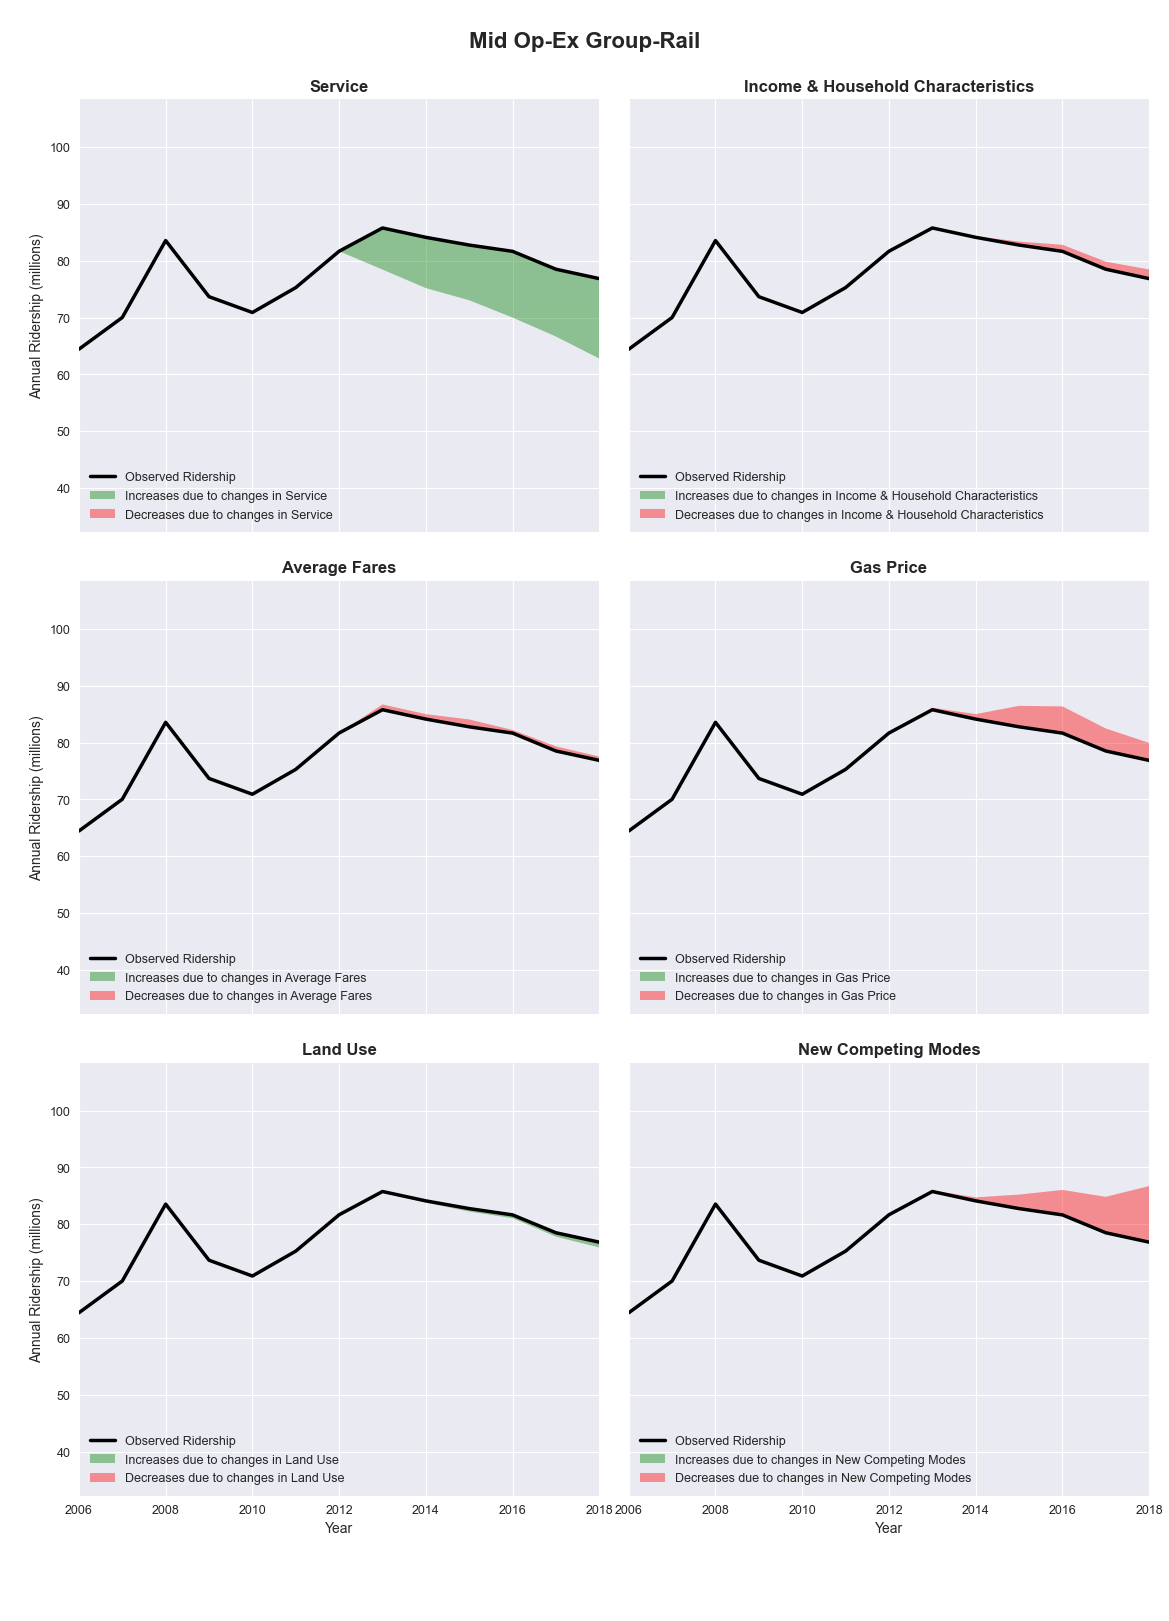 Mid Op-Ex Group-Rail
Service
Income & Household Characteristics
Annual Ridership (millions)
100
90
80
70
60
50
40
Observed Ridership
Increases due to changes in Service
Decreases due to changes in Service
Observed Ridership
Increases due to changes in Income & Household Characteristics
Decreases due to changes in Income & Household Characteristics
Average Fares
Gas Price
Annual Ridership (millions)
100
90
80
70
60
50
40
Observed Ridership
Increases due to changes in Average Fares
Decreases due to changes in Average Fares
Observed Ridership
Increases due to changes in Gas Price
Decreases due to changes in Gas Price
Land Use
New Competing Modes
Annual Ridership (millions)
100
90
80
70
60
50
40
Observed Ridership
Increases due to changes in Land Use
Decreases due to changes in Land Use
Observed Ridership
Increases due to changes in New Competing Modes
Decreases due to changes in New Competing Modes
2006 2008 2010 2012 2014 2016 2018
2006 2008 2010 2012 2014 2016 2018
Year
Year